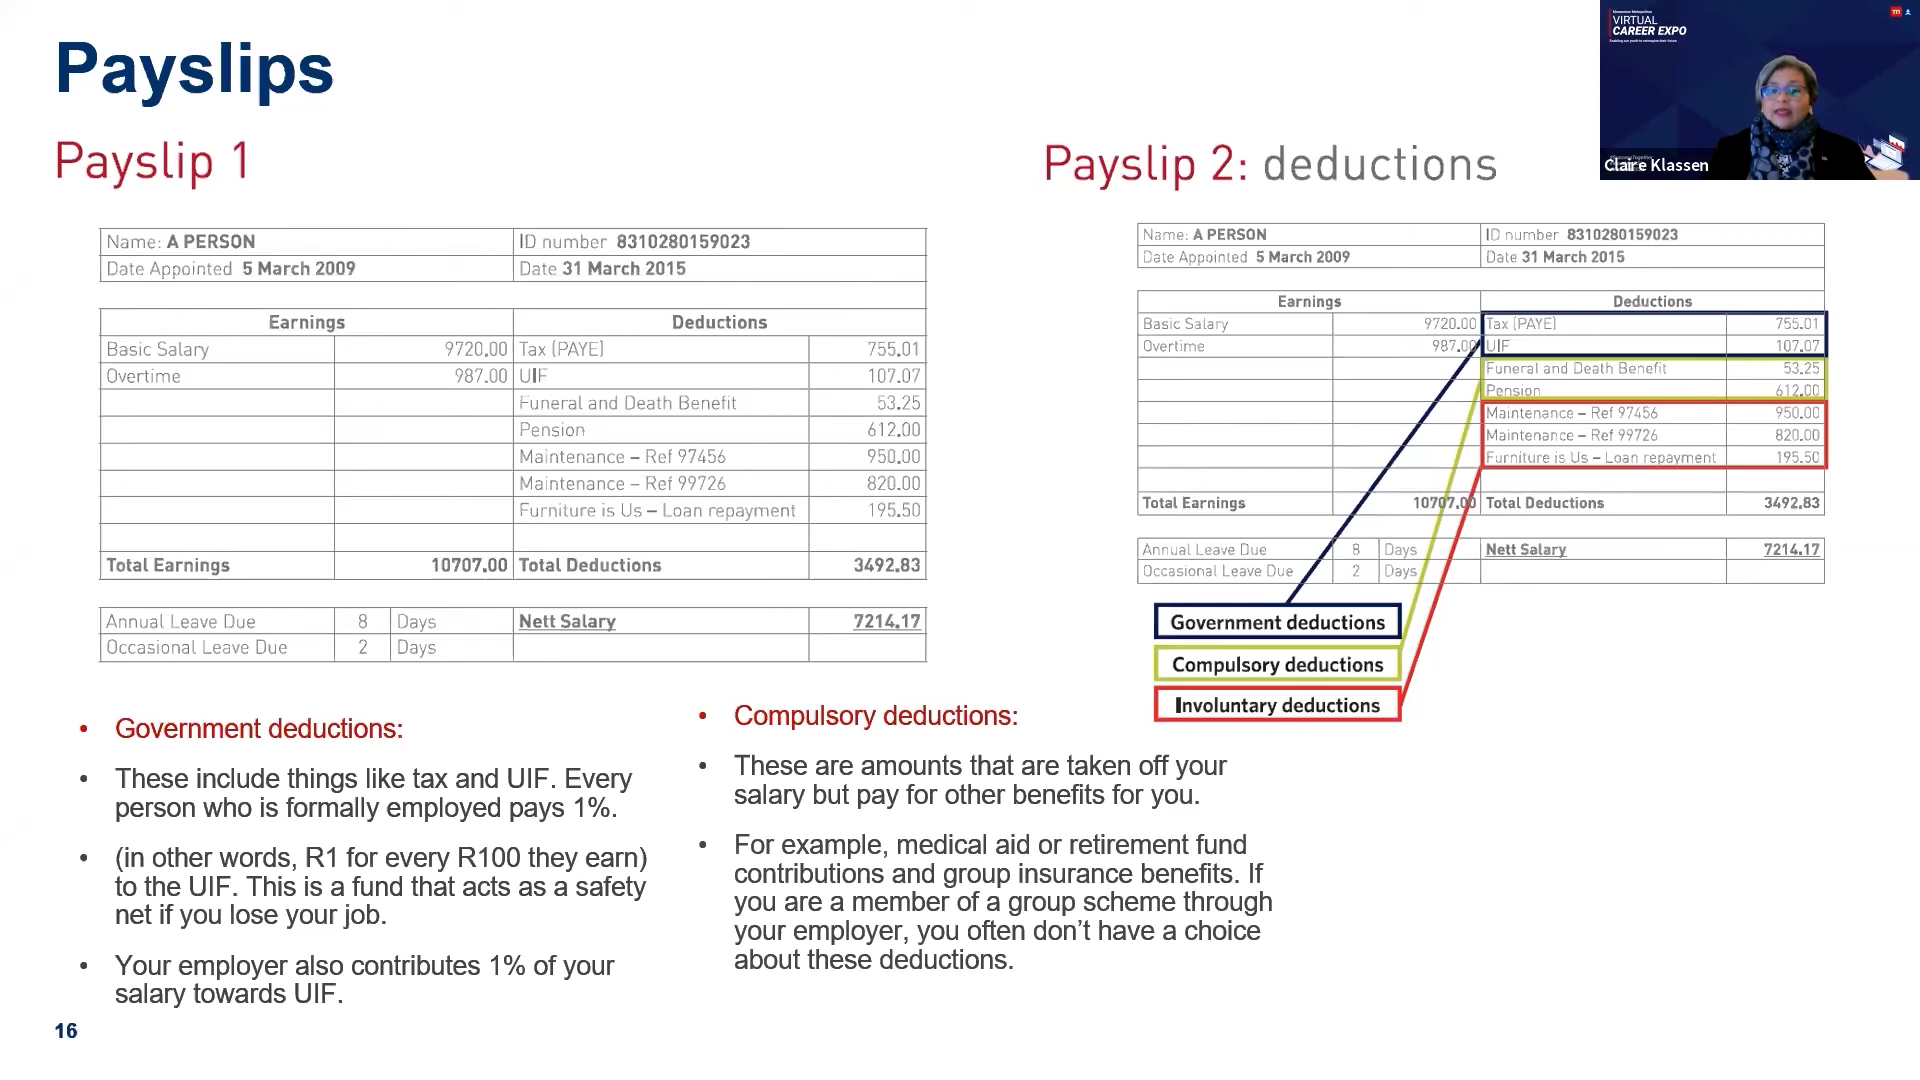 Payslips
Payslip 1
Name: A PERSON ID number 8310280159023
Date Appointed 5 March 2009 Date 31 March 2015
Earnings Deductions
Basic Salary 9720.00 Tax (PAYE) 755.01
Overtime 987.00 UIF 107.07
Funeral and Death Benefit 53.25
Pension 612.00
Maintenance – Ref 97456 950.00
Maintenance – Ref 99726 820.00
Furniture is Us – Loan repayment 195.50
Total Earnings 10707.00 Total Deductions 3492.83
Annual Leave Due 8 Days Nett Salary 7214.17
Occasional Leave Due 2 Days
Payslip 2: deductions
Name: A PERSON ID number 8310280159023
Date Appointed 5 March 2009 Date 31 March 2015
Earnings Deductions
Basic Salary 9720.00 Tax (PAYE) 755.01
Overtime 987.00 UIF 107.07
Funeral and Death Benefit 53.25
Pension 612.00
Maintenance – Ref 97456 950.00
Maintenance – Ref 99726 820.00
Furniture is Us – Loan repayment 195.50
Total Earnings 10707.00 Total Deductions 3492.83
Annual Leave Due 8 Days Nett Salary 7214.17
Occasional Leave Due 2 Days
Government deductions
Compulsory deductions
Involuntary deductions
• Government deductions:
• These include things like tax and UIF. Every
person who is formally employed pays 1%.
• (in other words, R1 for every R100 they earn)
to the UIF. This is a fund that acts as a safety
net if you lose your job.
• Your employer also contributes 1% of your
salary towards UIF.
• Compulsory deductions:
• These are amounts that are taken off your
salary but pay for other benefits for you.
• For example, medical aid or retirement fund
contributions and group insurance benefits. If
you are a member of a group scheme through
your employer, you often don’t have a choice
about these deductions.
16
Momentum Metropolitan
VIRTUAL
CAREER EXPO
Claire Klassen